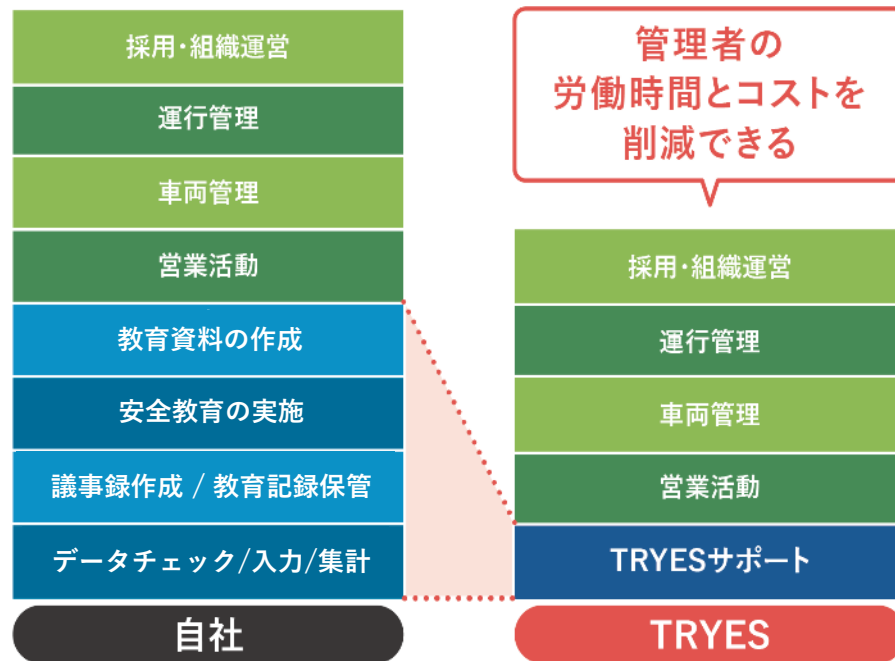 採用・組織運営
運行管理
車両管理
営業活動
教育資料の作成
安全教育の実施
議事録作成 / 教育記録保管
データチェック/入力/集計
自社
管理者の
労働時間とコストを
削減できる
採用・組織運営
運行管理
車両管理
営業活動
TRYESサポート
TRYES